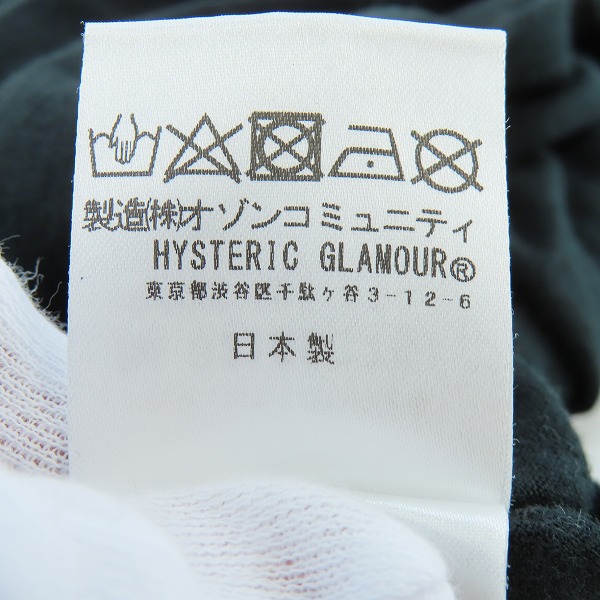 製造(株)オゾンコミュニティ
HYSTERIC GLAMOUR®
東京都渋谷区千駄ヶ谷3-12-6
日本製